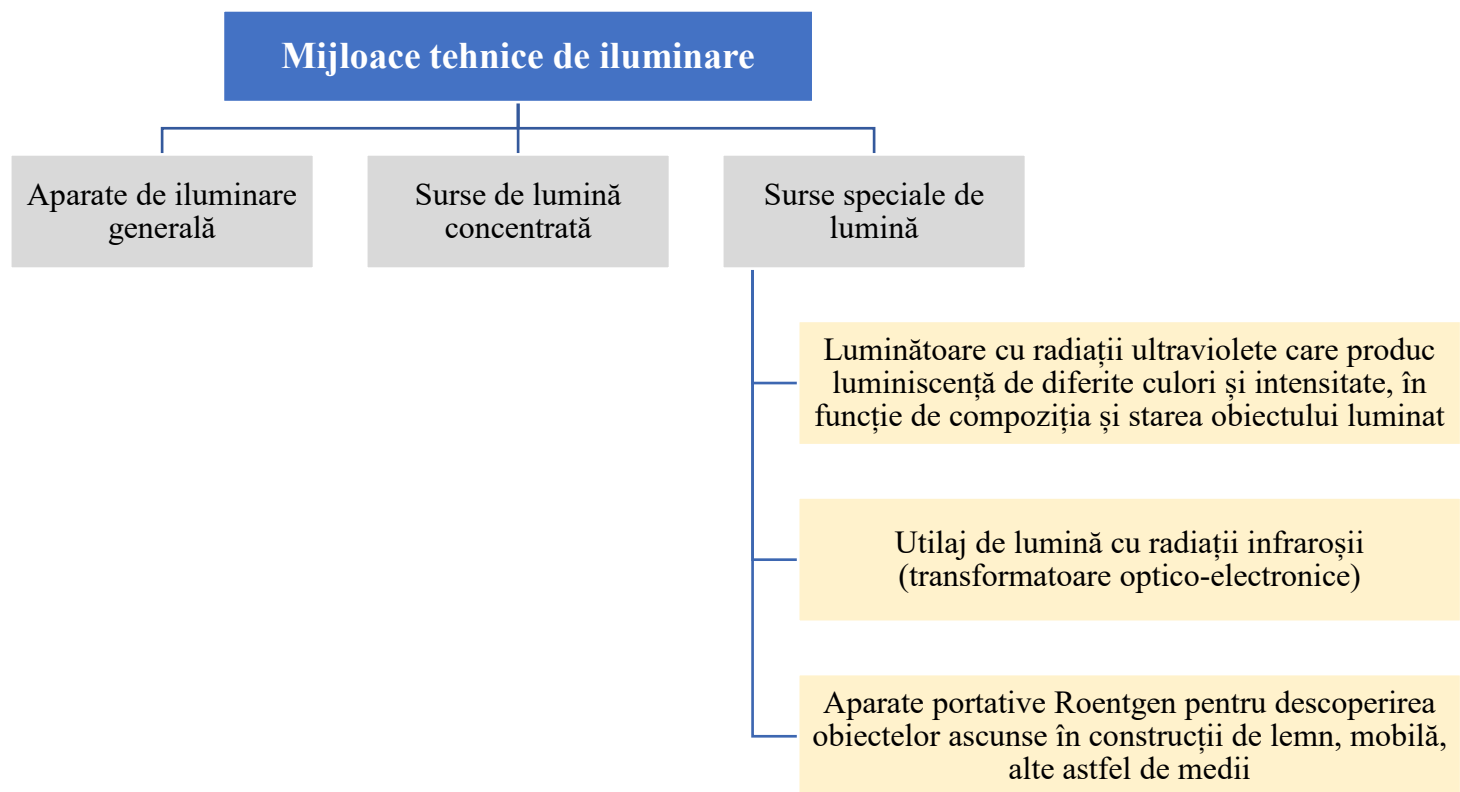 Mijloace tehnice de iluminare
Aparate de iluminare
generală
Surse de lumină
concentrată
Surse speciale de
lumină
Luminătoare cu radiații ultraviolete care produc
luminiscență de diferite culori și intensitate, în
funcție de compoziția și starea obiectului luminat
Utilaj de lumină cu radiații infraroșii
(transformatoare optico-electronice)
Aparate portative Roentgen pentru descoperirea
obiectelor ascunse în construcții de lemn, mobilă,
alte astfel de medii